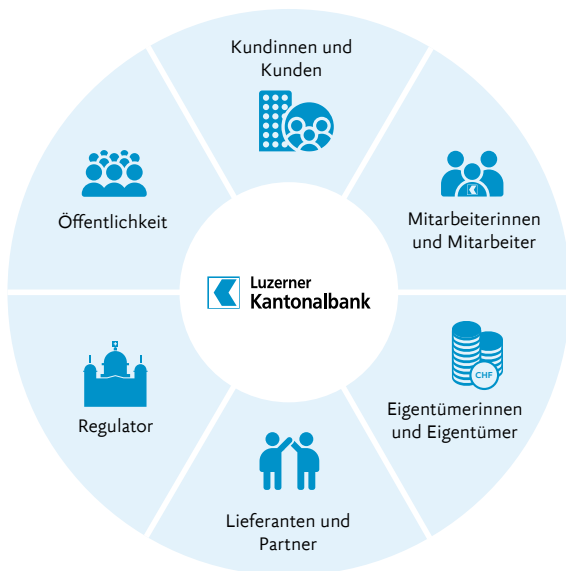 Kundinnen und
Kunden
Öffentlichkeit
Mitarbeiterinnen
und Mitarbeiter
Luzerner
Kantonalbank
CHF
Eigentümerinnen
und Eigentümer
Regulator
Lieferanten und
Partner